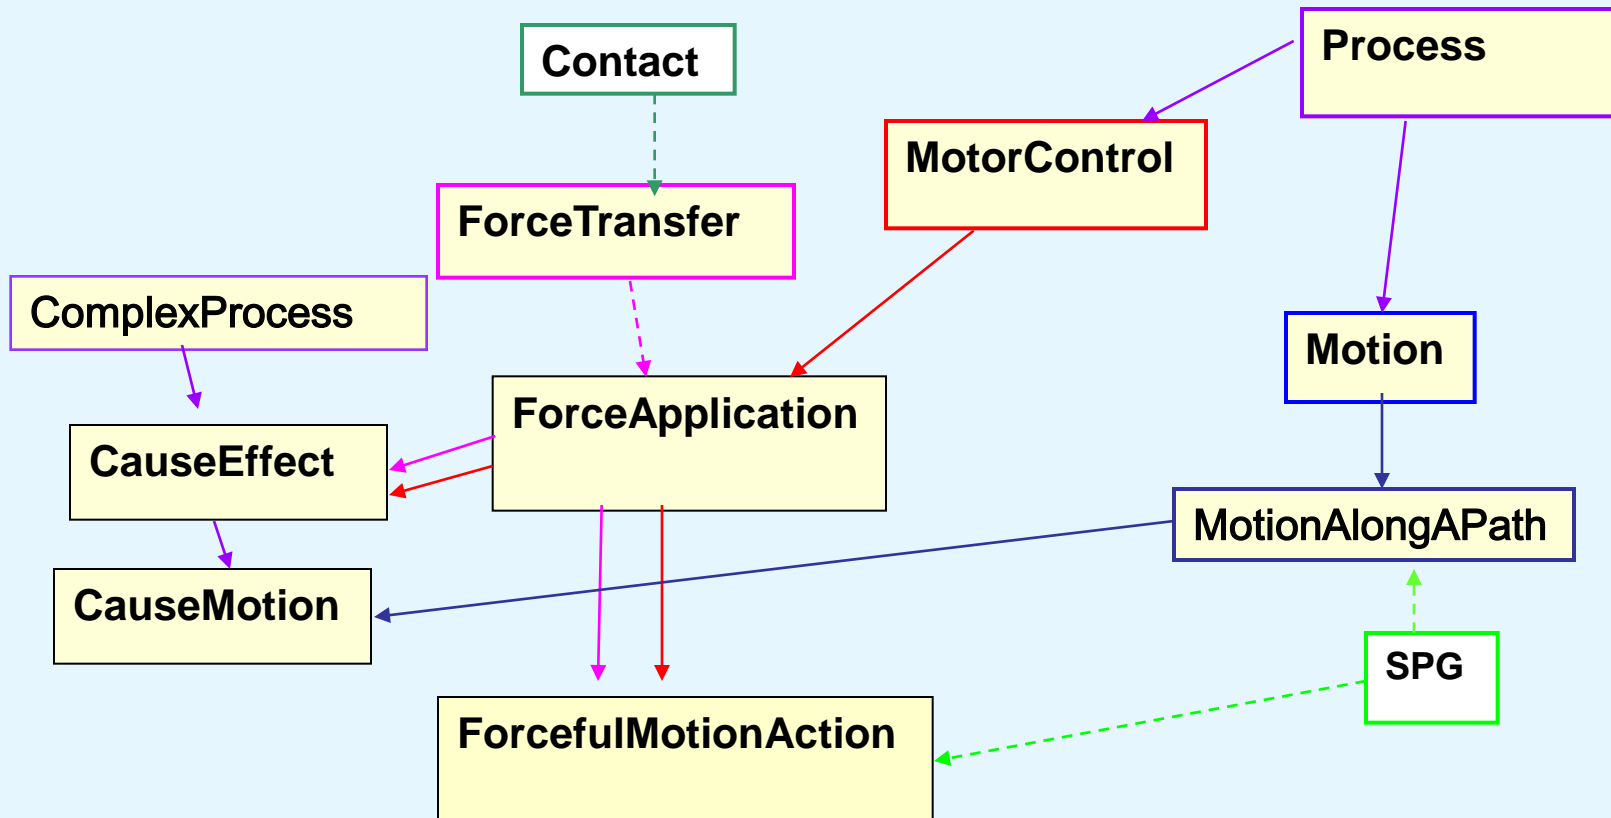 Contact
Process
MotorControl
ForceTransfer
ComplexProcess
Motion
ForceApplication
CauseEffect
MotionAlongAPath
CauseMotion
SPG
ForcefulMotionAction